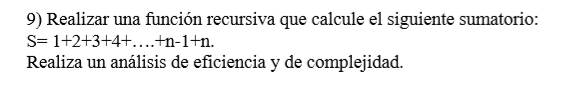 9) Realizar una función recursiva que calcule el siguiente sumatorio:
S= 1+2+3+4+….+n-1+n.
Realiza un análisis de eficiencia y de complejidad.